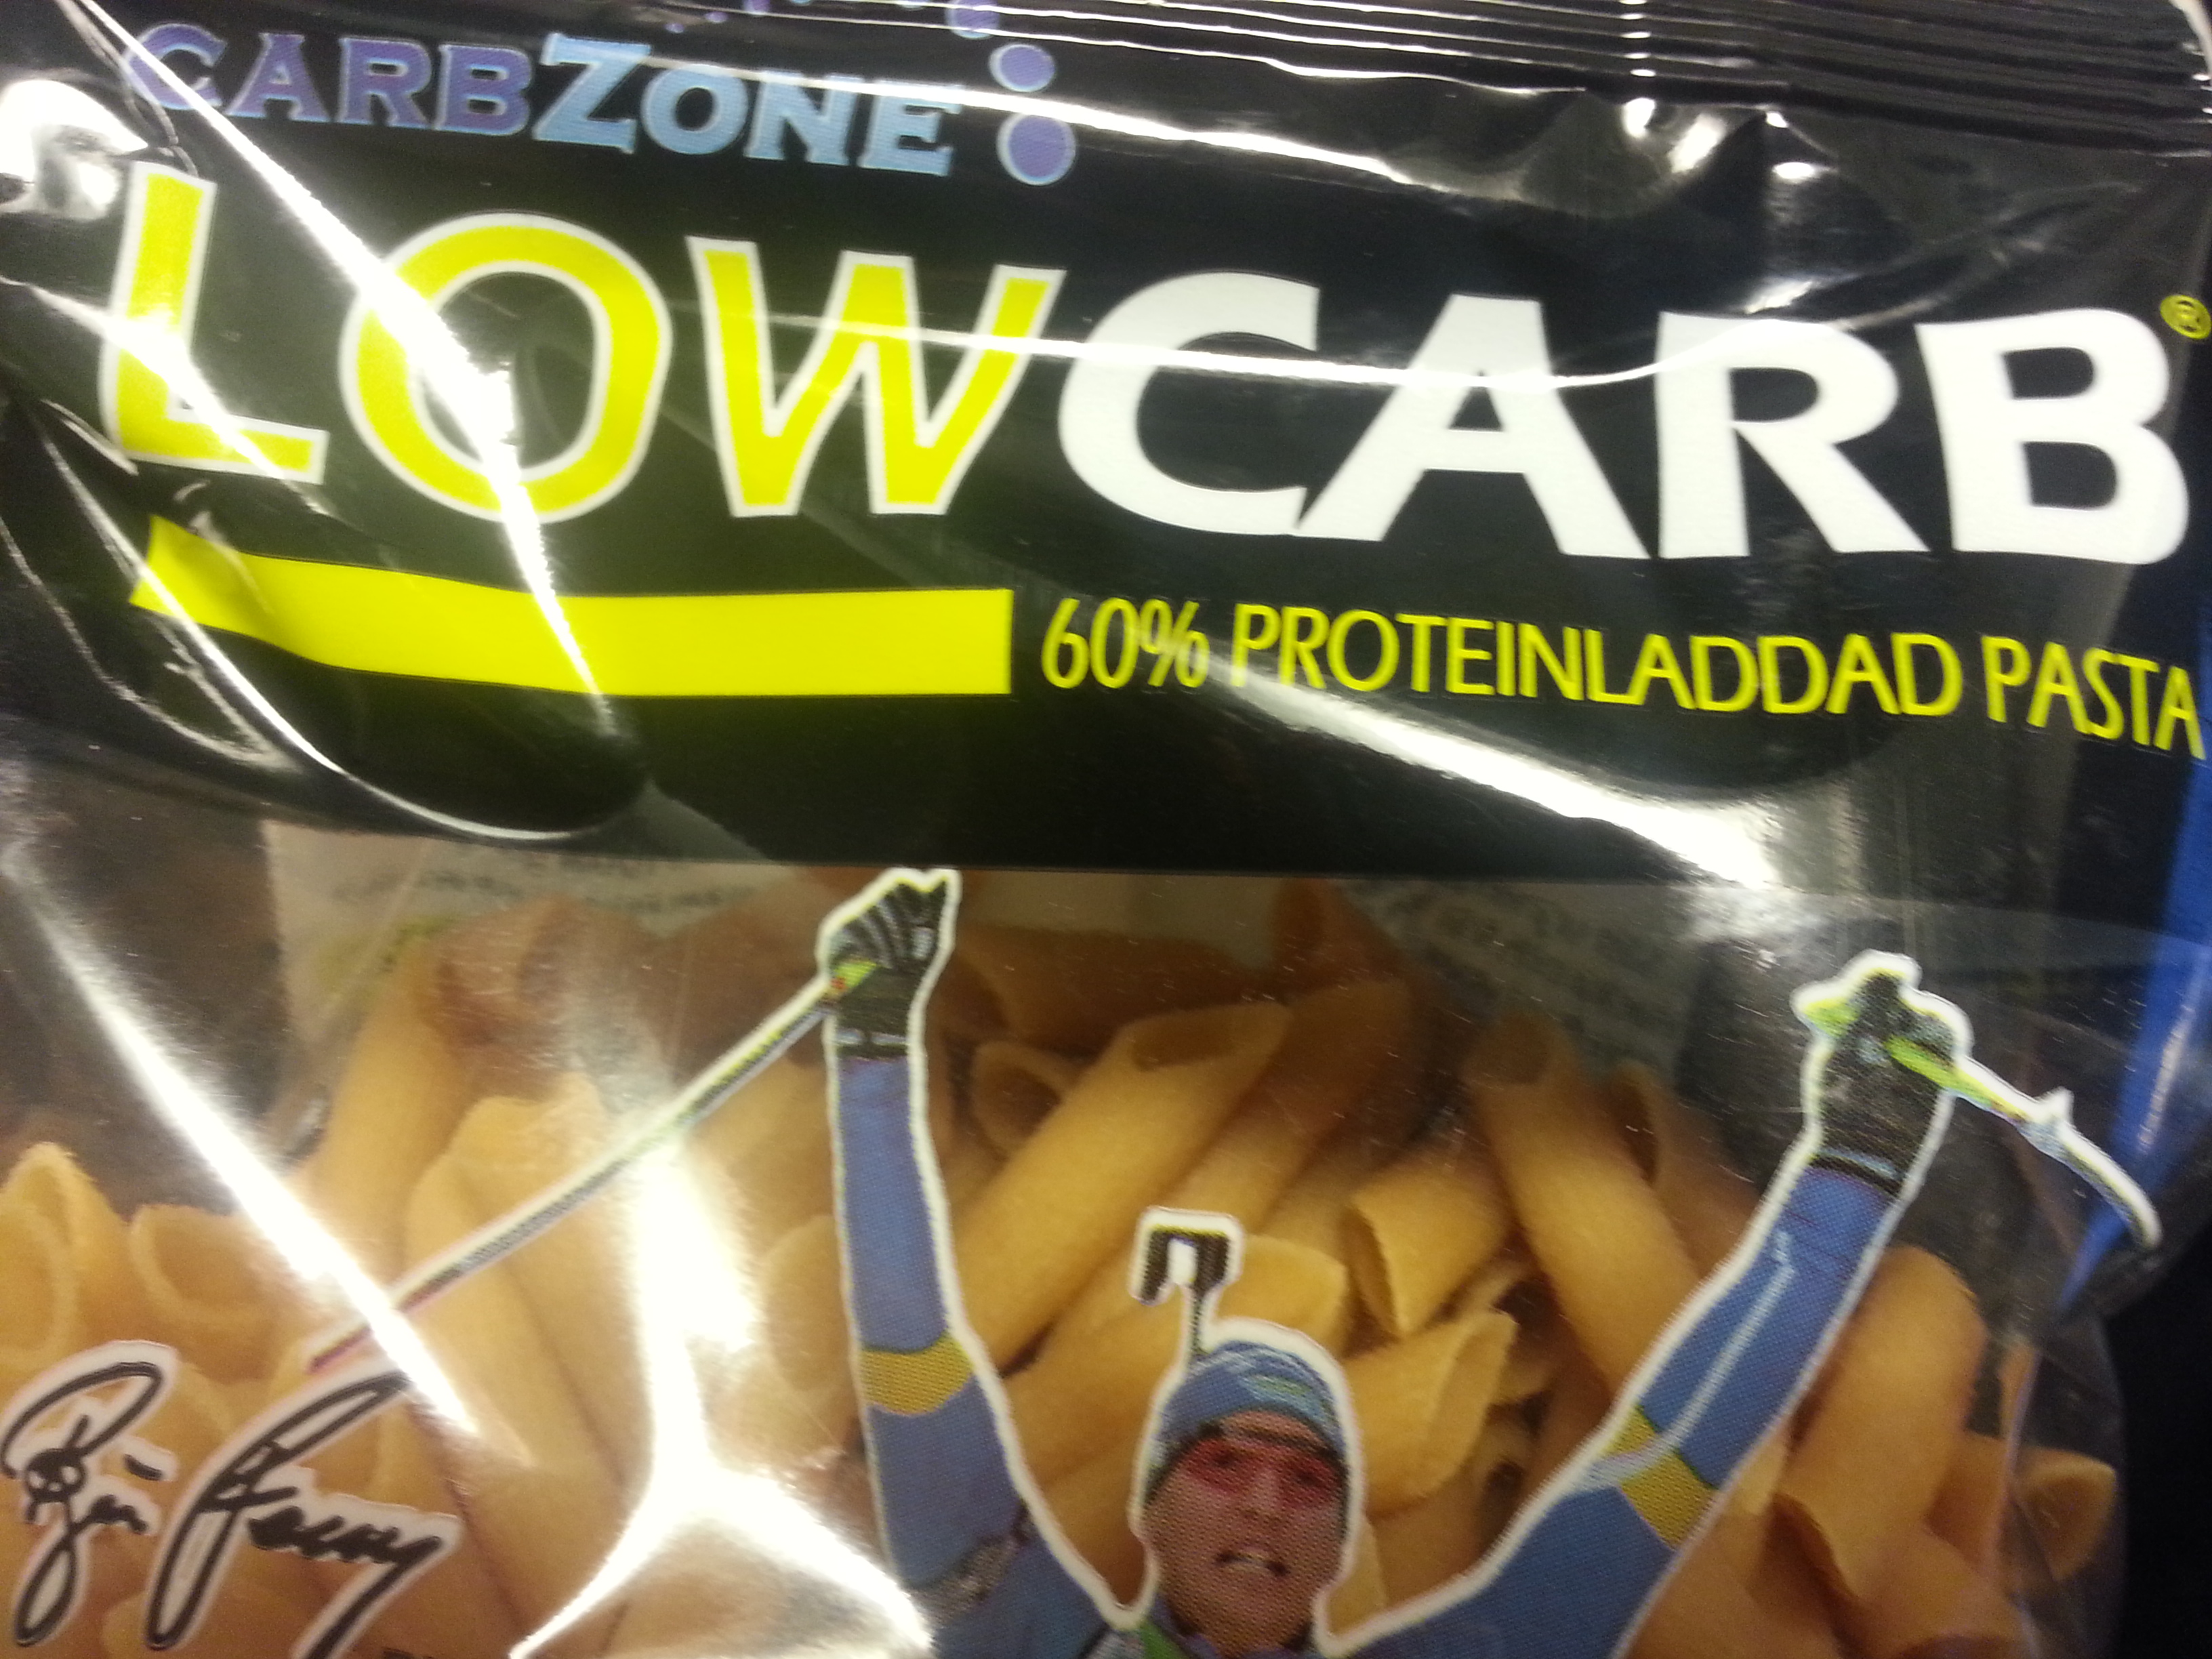 CARBZONE
LOWCARB®
60% PROTEINLADDAD PASTA